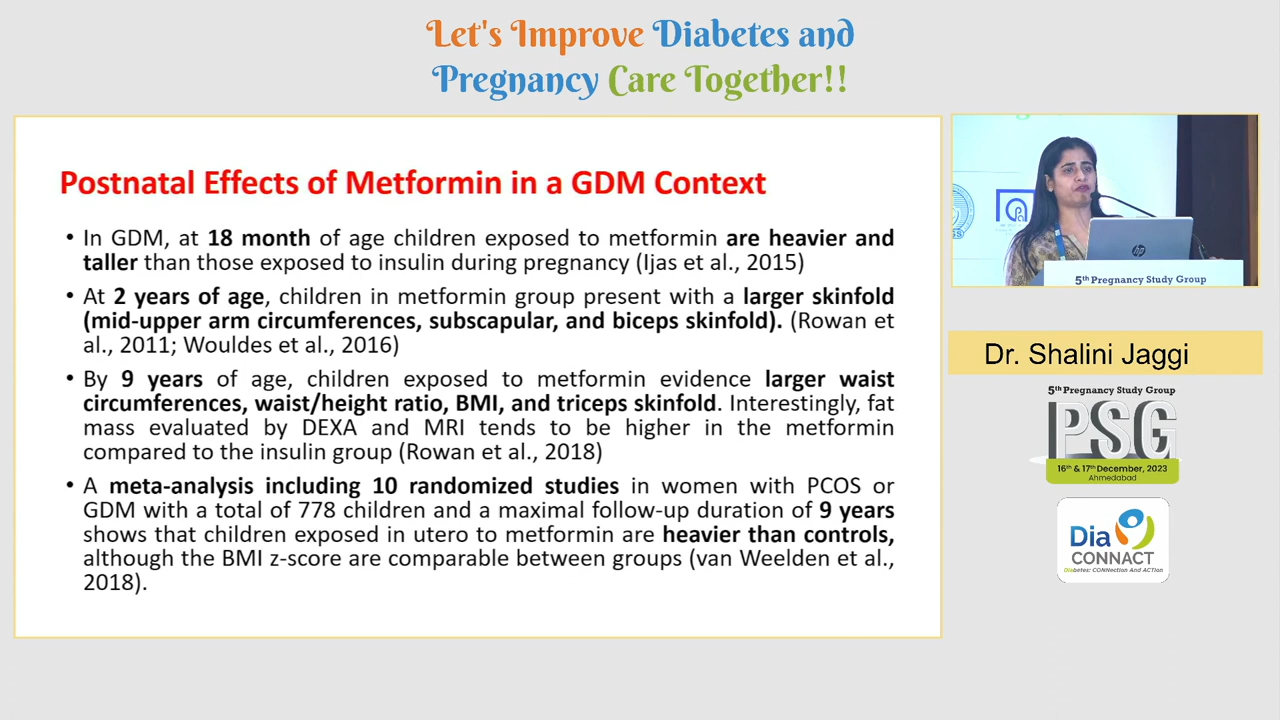 Let's Improve Diabetes and
Pregnancy Care Together!!
Postnatal Effects of Metformin in a GDM Context
• In GDM, at 18 month of age children exposed to metformin are heavier and
taller than those exposed to insulin during pregnancy (Ijas et al., 2015)
• At 2 years of age, children in metformin group present with a larger skinfold
(mid-upper arm circumferences, subscapular, and biceps skinfold). (Rowan et
al., 2011; Wouldes et al., 2016)
• By 9 years of age, children exposed to metformin evidence larger waist
circumferences, waist/height ratio, BMI, and triceps skinfold. Interestingly, fat
mass evaluated by DEXA and MRI tends to be higher in the metformin
compared to the insulin group (Rowan et al., 2018)
• A meta-analysis including 10 randomized studies in women with PCOS or
GDM with a total of 778 children and a maximal follow-up duration of 9 years
shows that children exposed in utero to metformin are heavier than controls,
although the BMI z-score are comparable between groups (van Weelden et al.,
2018).
hp
5th Pregnancy Study Group
Dr. Shalini Jaggi
5th Pregnancy Study Group
PSG
16th & 17th December, 2023
Ahmedabad
Dia
CONNACT
Diabetes: CONNection And ACTion